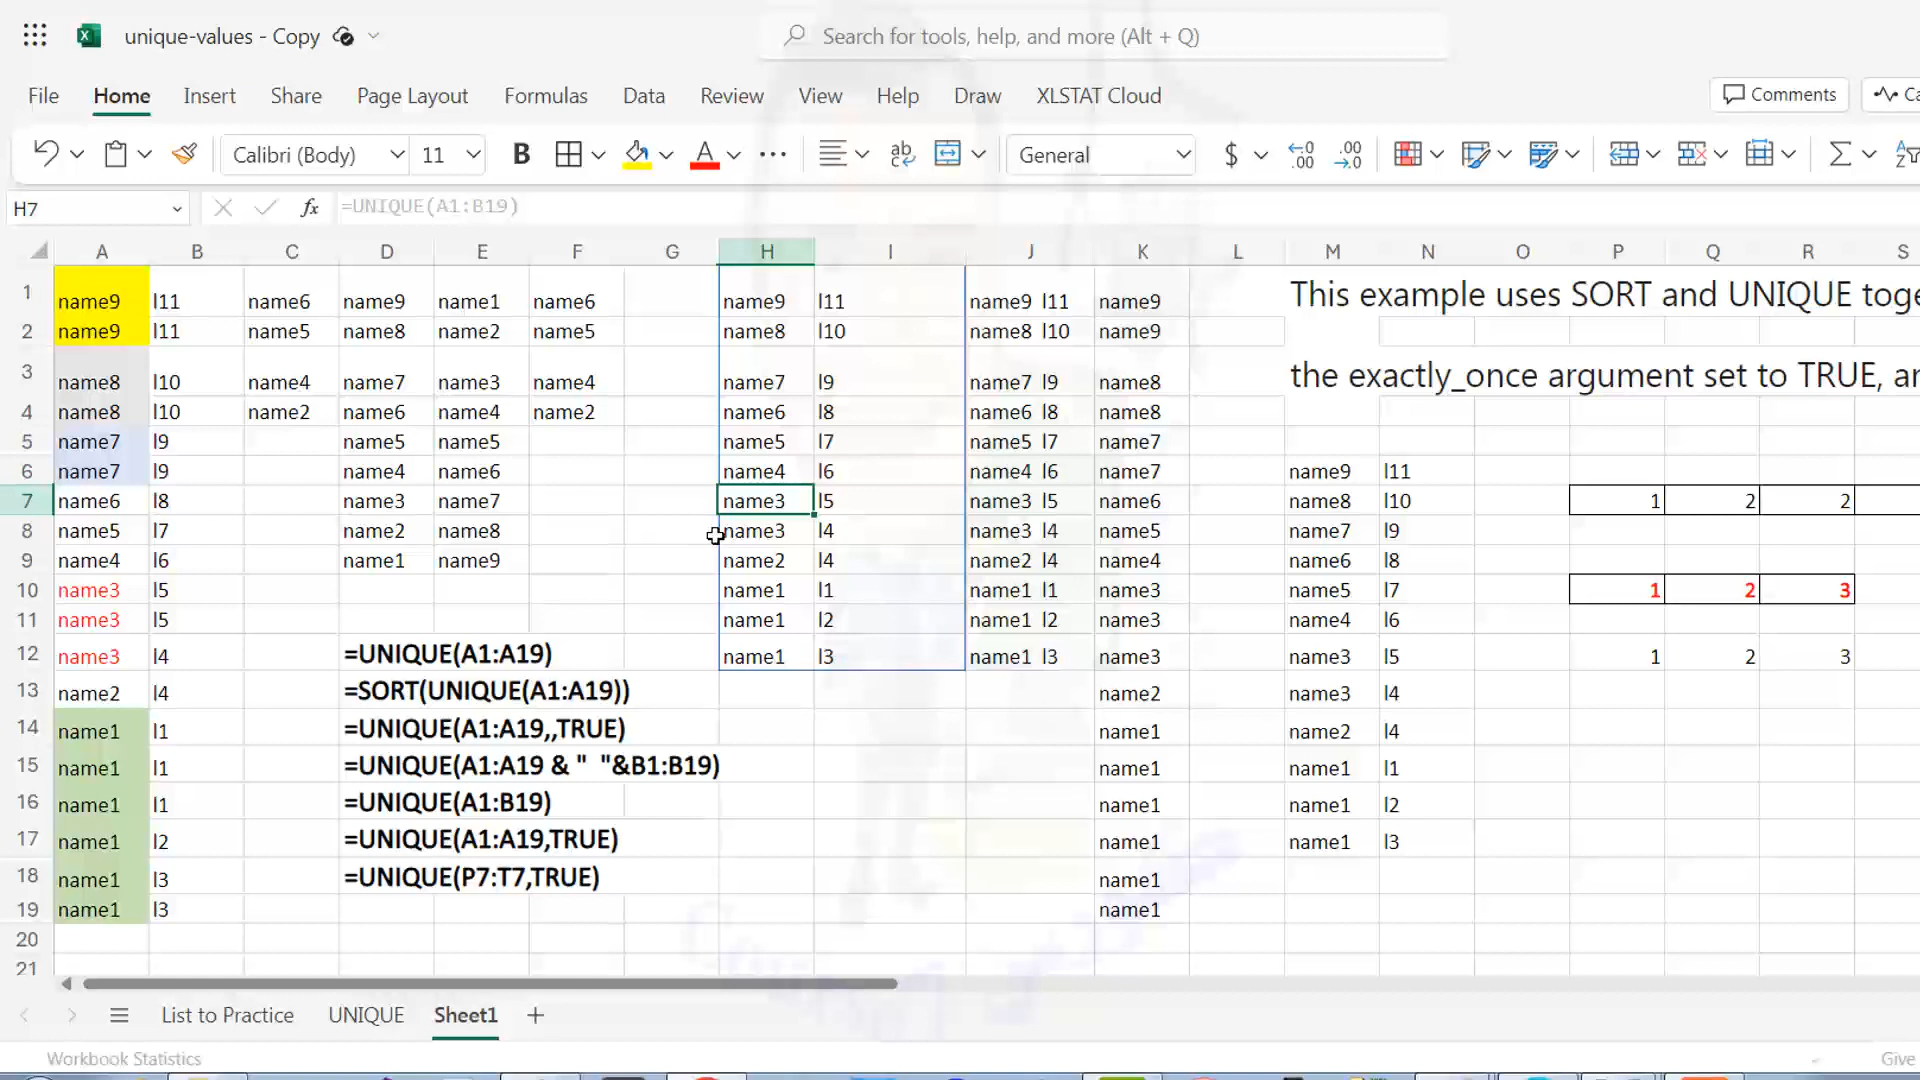 unique-values - Copy
Search for tools, help, and more (Alt + Q)
File Home Insert Share Page Layout Formulas Data Review View Help Draw XLSTAT Cloud Comments Ca
Calibri (Body) 11 B A ab General $ .00
H7 fx =UNIQUE(A1:B19)
A B C D E F G H I J K L M N O P Q R S
1 name9 l11 name6 name9 name1 name6 name9 l11 name9 l11 name9 This example uses SORT and UNIQUE toge
2 name9 l11 name5 name8 name2 name5 name8 l10 name8 l10 name9
3 name8 l10 name4 name7 name3 name4 name7 l9 name7 l9 name8 the exactly_once argument set to TRUE, an
4 name8 l10 name2 name6 name4 name2 name6 l8 name6 l8 name8
5 name7 l9 name5 name5 name5 l7 name5 l7 name7
6 name7 l9 name4 name6 name4 l6 name4 l6 name7 name9 l11
7 name6 l8 name3 name7 name3 l5 name3 l5 name6 name8 l10 1 2 2
8 name5 l7 name2 name8 name3 l4 name3 l4 name5 name7 l9
9 name4 l6 name1 name9 name2 l4 name2 l4 name4 name6 l8
10 name3 l5 name1 l1 name1 l1 name3 name5 l7 1 2 3
11 name3 l5 name1 l2 name1 l2 name3 name4 l6
12 name3 l4 =UNIQUE(A1:A19) name1 l3 name1 l3 name3 name3 l5 1 2 3
13 name2 l4 =SORT(UNIQUE(A1:A19)) name2 name3 l4
14 name1 l1 =UNIQUE(A1:A19,,TRUE) name1 name2 l4
15 name1 l1 =UNIQUE(A1:A19 & "  "&B1:B19) name1 name1 l1
16 name1 l1 =UNIQUE(A1:B19) name1 name1 l2
17 name1 l2 =UNIQUE(A1:A19,TRUE) name1 name1 l3
18 name1 l3 =UNIQUE(P7:T7,TRUE) name1
19 name1 l3 name1
20
21
List to Practice UNIQUE Sheet1
Workbook Statistics Give